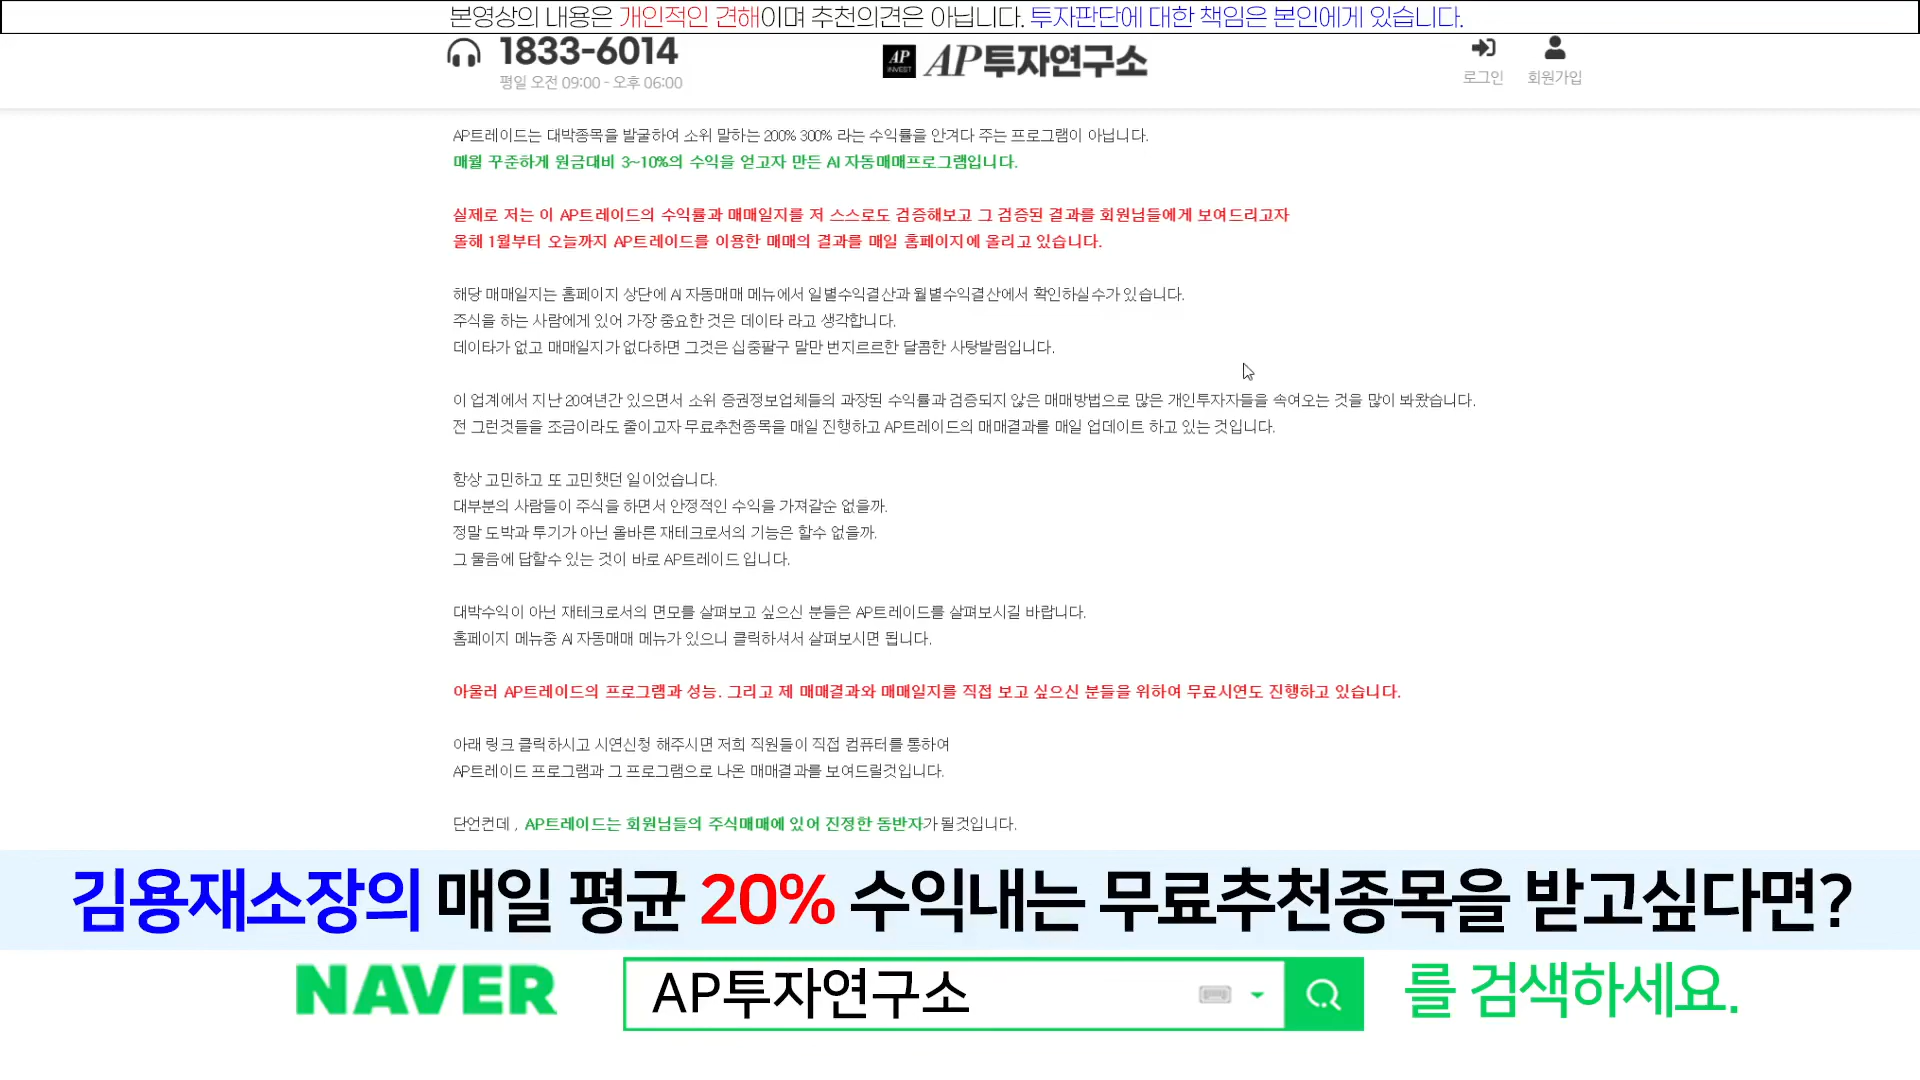 본영상의 내용은 개인적인 견해이며 추천의견은 아닙니다. 투자판단에 대한 책임은 본인에게 있습니다.
1833-6014
평일 오전 09:00 - 오후 06:00
AP INVEST AP투자연구소
로그인 회원가입
AP트레이드는 대박종목을 발굴하여 소위 말하는 200% 300% 라는 수익률을 안겨다 주는 프로그램이 아닙니다.
매월 꾸준하게 원금대비 3~10%의 수익을 얻고자 만든 AI 자동매매프로그램입니다.
실제로 저는 이 AP트레이드의 수익률과 매매일지를 저 스스로도 검증해보고 그 검증된 결과를 회원님들에게 보여드리고자
올해 1월부터 오늘까지 AP트레이드를 이용한 매매의 결과를 매일 홈페이지에 올리고 있습니다.
해당 매매일지는 홈페이지 상단에 AI 자동매매 메뉴에서 일별수익결산과 월별수익결산에서 확인하실수가 있습니다.
주식을 하는 사람에게 있어 가장 중요한 것은 데이타 라고 생각합니다.
데이타가 없고 매매일지가 없다하면 그것은 십중팔구 말만 번지르르한 달콤한 사탕발림입니다.
이 업계에서 지난 20여년간 있으면서 소위 증권정보업체들의 과장된 수익률과 검증되지 않은 매매방법으로 많은 개인투자자들을 속여오는 것을 많이 봐왔습니다.
전 그런것들을 조금이라도 줄이고자 무료추천종목을 매일 진행하고 AP트레이드의 매매결과를 매일 업데이트 하고 있는 것입니다.
항상 고민하고 또 고민햇던 일이었습니다.
대부분의 사람들이 주식을 하면서 안정적인 수익을 가져갈순 없을까.
정말 도박과 투기가 아닌 올바른 재테크로서의 기능은 할수 없을까.
그 물음에 답할수 있는 것이 바로 AP트레이드 입니다.
대박수익이 아닌 재테크로서의 면모를 살펴보고 싶으신 분들은 AP트레이드를 살펴보시길 바랍니다.
홈페이지 메뉴중 AI 자동매매 메뉴가 있으니 클릭하셔서 살펴보시면 됩니다.
아울러 AP트레이드의 프로그램과 성능. 그리고 제 매매결과와 매매일지를 직접 보고 싶으신 분들을 위하여 무료시연도 진행하고 있습니다.
아래 링크 클릭하시고 시연신청 해주시면 저희 직원들이 직접 컴퓨터를 통하여
AP트레이드 프로그램과 그 프로그램으로 나온 매매결과를 보여드릴것입니다.
단언컨데 , AP트레이드는 회원님들의 주식매매에 있어 진정한 동반자가 될것입니다.
김용재소장의 매일 평균 20% 수익내는 무료추천종목을 받고싶다면?
NAVER AP투자연구소 를 검색하세요.